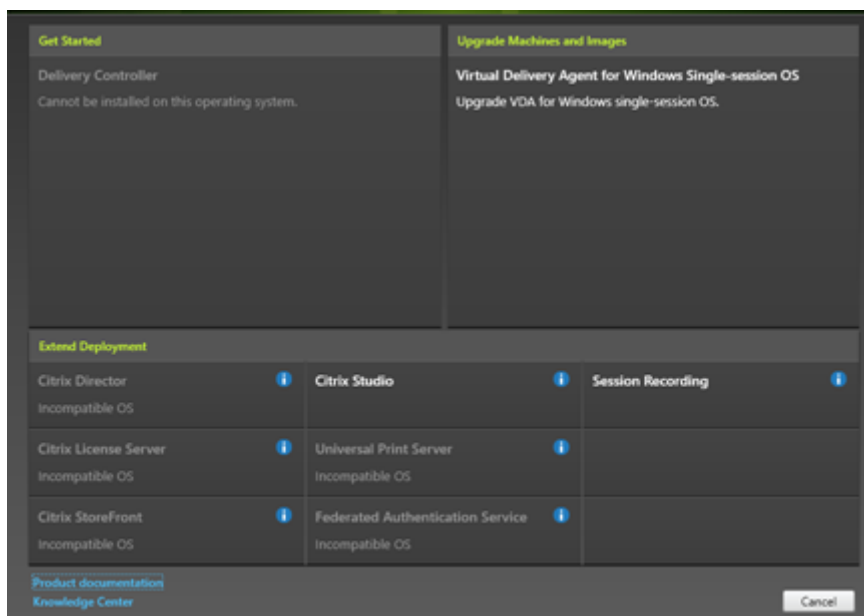 Get Started
Delivery Controller
Cannot be installed on this operating system.
Upgrade Machines and Images
Virtual Delivery Agent for Windows Single-session OS
Upgrade VDA for Windows single-session OS.
Extend Deployment
Citrix Director
Incompatible OS
Citrix Studio
Session Recording
Citrix License Server
Incompatible OS
Universal Print Server
Incompatible OS
Citrix StoreFront
Incompatible OS
Federated Authentication Service
Incompatible OS
Product documentation
Knowledge Center
Cancel